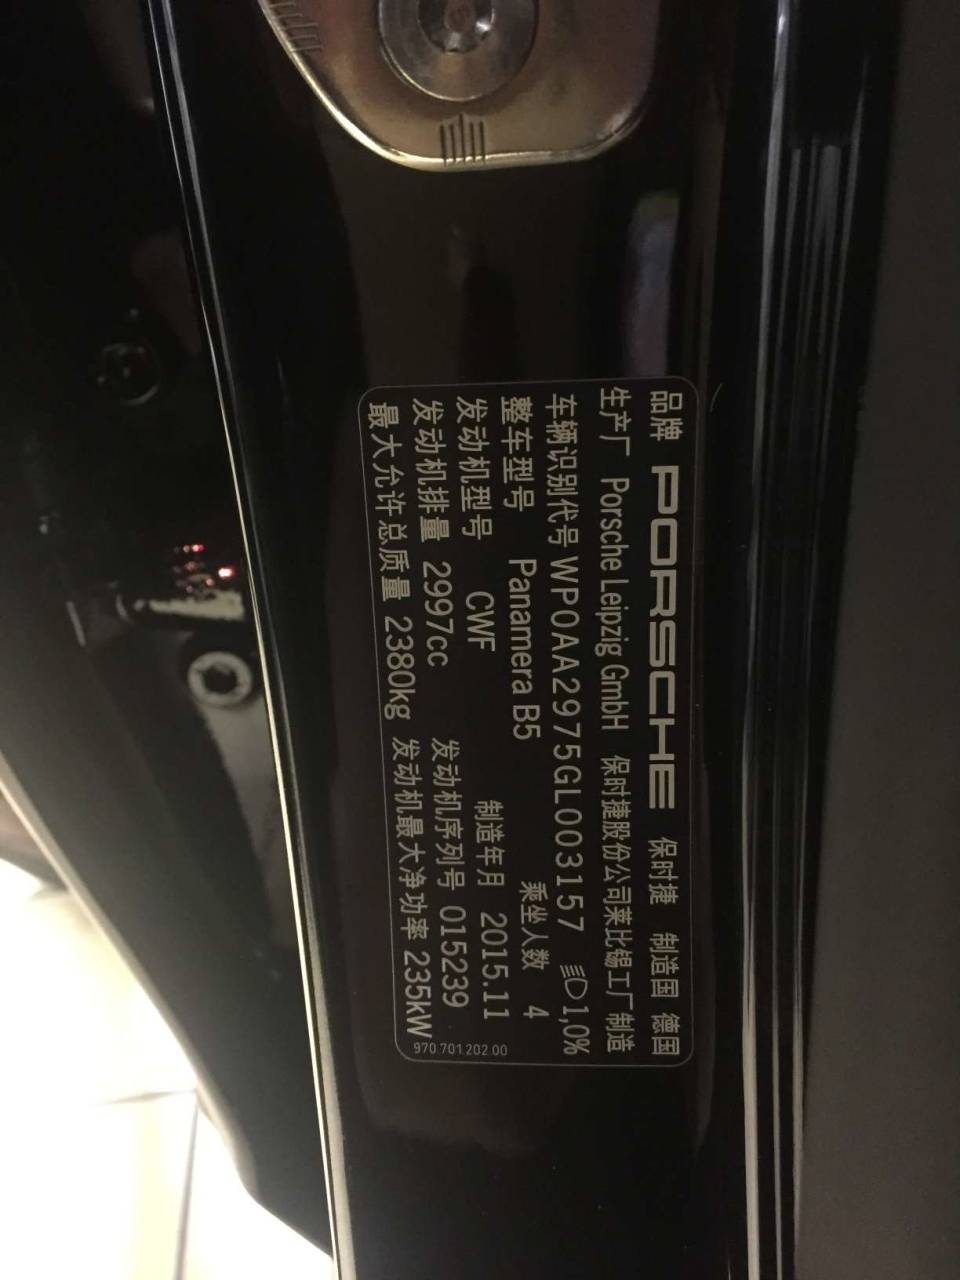 品牌 PORSCHE 保时捷 制造国 德国
生产厂 Porsche Leipzig GmbH 保时捷股份公司莱比锡工厂制造
车辆识别代号 WP0AA2975GL003157 1,0%
整车型号 Panamera B5 乘坐人数 4
发动机型号 CWF 制造年月 2015.11
发动机排量 2997cc 发动机序列号 015239
最大允许总质量 2380kg 发动机最大净功率 235kW
970 701 202 00